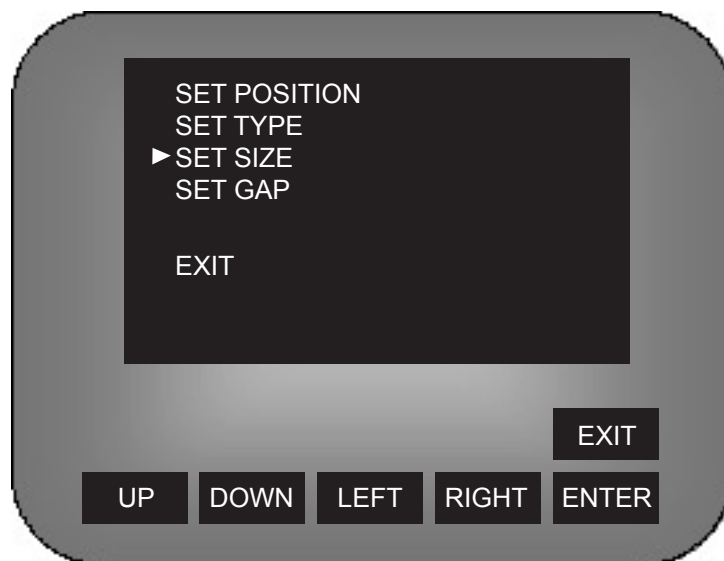 SET POSITION
SET TYPE
SET SIZE
SET GAP
EXIT
EXIT
UP DOWN LEFT RIGHT ENTER